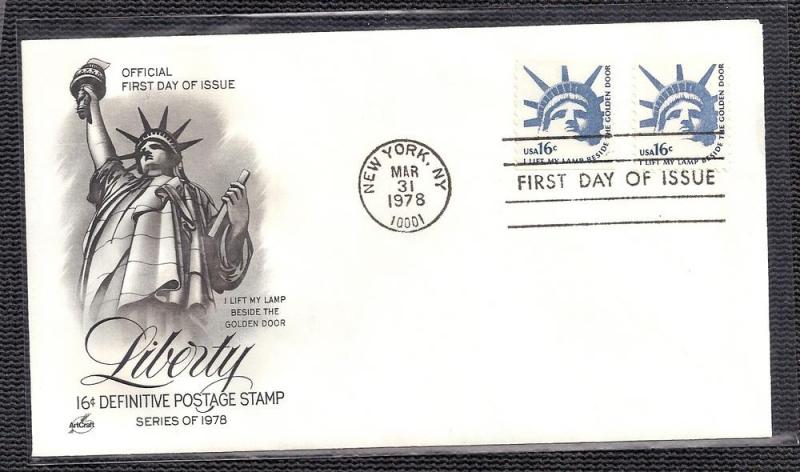 OFFICIAL
FIRST DAY OF ISSUE
I LIFT MY LAMP
BESIDE THE
GOLDEN DOOR
Liberty
16¢ DEFINITIVE POSTAGE STAMP
SERIES OF 1978
ArtCraft
NEW YORK, NY
MAR
31
1978
10001
USA 16c
I LIFT MY LAMP BESIDE THE GOLDEN DOOR
USA 16c
I LIFT MY LAMP BESIDE THE GOLDEN DOOR
FIRST DAY OF ISSUE